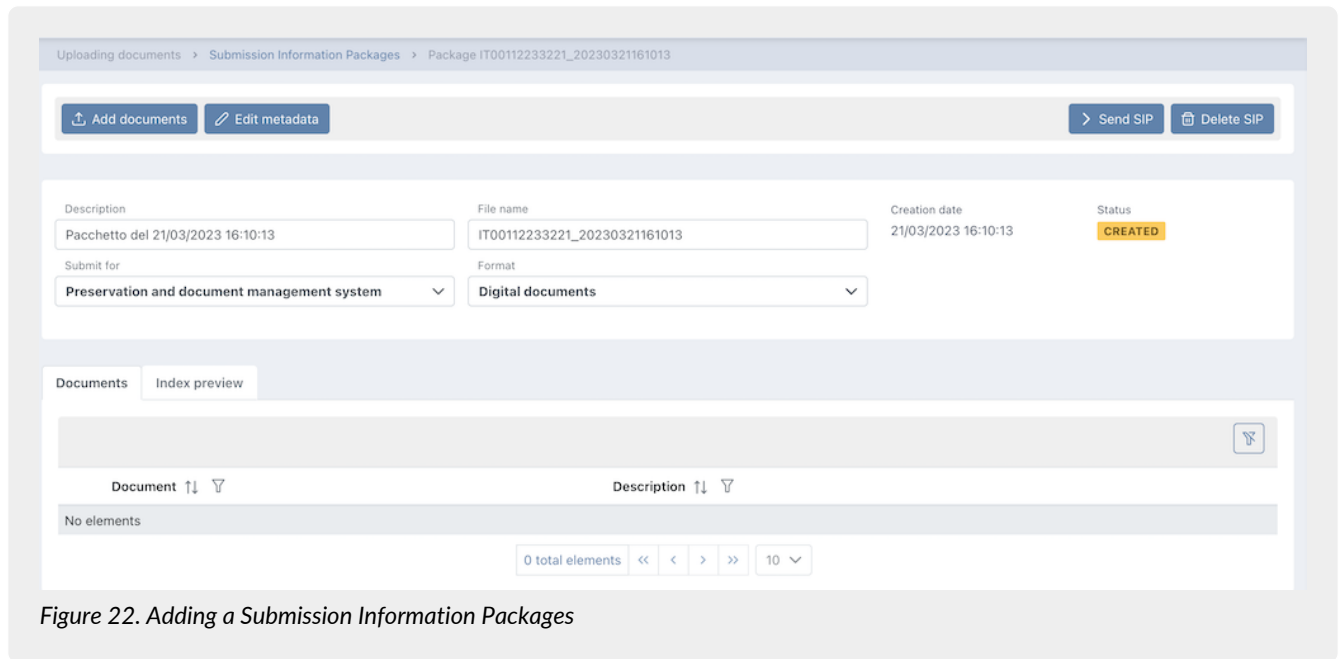 Uploading documents > Submission Information Packages > Package IT00112233221_20230321161013
Add documents Edit metadata > Send SIP Delete SIP
Description File name Creation date Status
Pacchetto del 21/03/2023 16:10:13 IT00112233221_20230321161013 21/03/2023 16:10:13 CREATED
Submit for Format
Preservation and document management system Digital documents
Documents Index preview
Document Description
No elements
0 total elements « < > » 10
Figure 22. Adding a Submission Information Packages